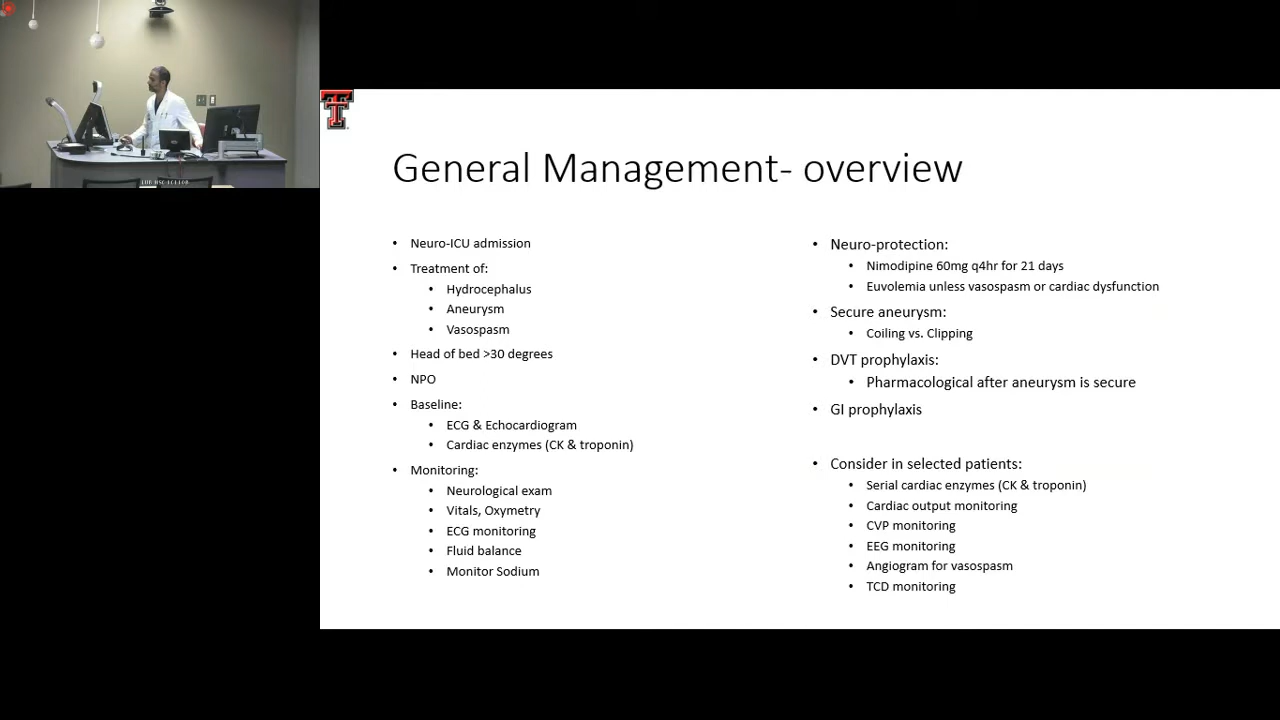 General Management- overview
• Neuro-ICU admission
• Treatment of:
• Hydrocephalus
• Aneurysm
• Vasospasm
• Head of bed >30 degrees
• NPO
• Baseline:
• ECG & Echocardiogram
• Cardiac enzymes (CK & troponin)
• Monitoring:
• Neurological exam
• Vitals, Oxymetry
• ECG monitoring
• Fluid balance
• Monitor Sodium
• Neuro-protection:
• Nimodipine 60mg q4hr for 21 days
• Euvolemia unless vasospasm or cardiac dysfunction
• Secure aneurysm:
• Coiling vs. Clipping
• DVT prophylaxis:
• Pharmacological after aneurysm is secure
• GI prophylaxis
• Consider in selected patients:
• Serial cardiac enzymes (CK & troponin)
• Cardiac output monitoring
• CVP monitoring
• EEG monitoring
• Angiogram for vasospasm
• TCD monitoring